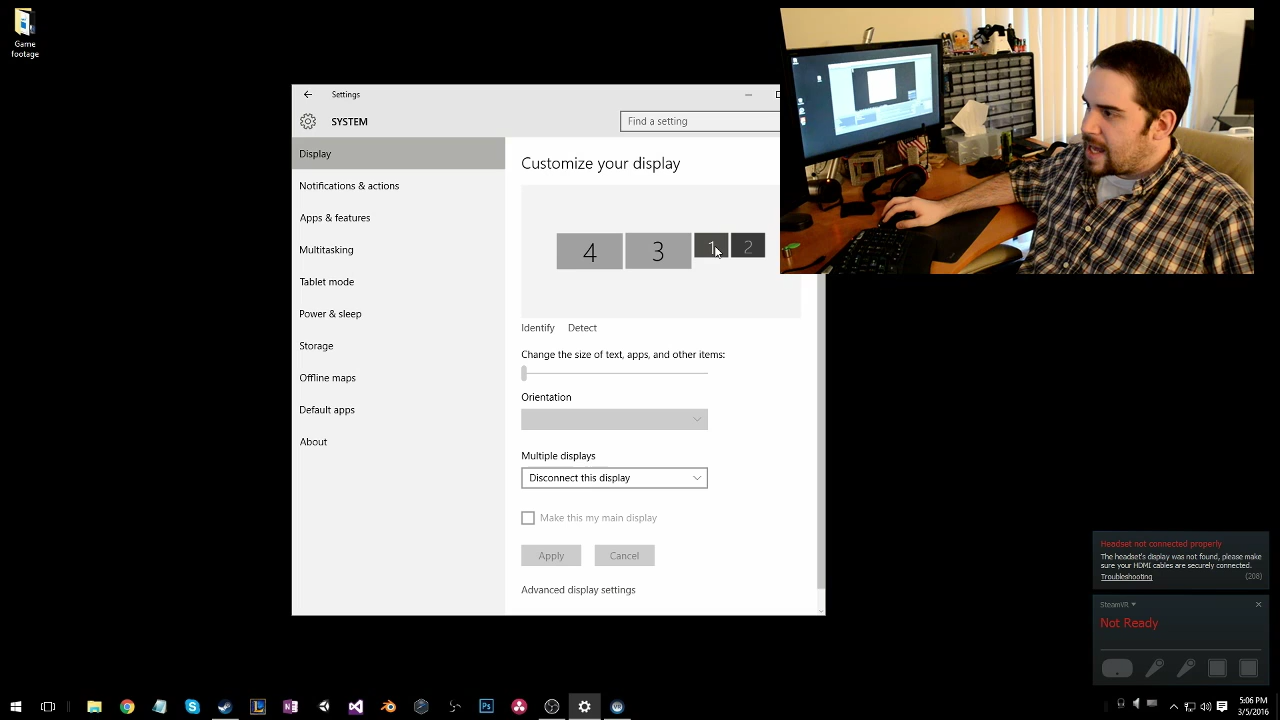 Game
footage
Settings
SYSTEM
Find a setting
Display
Notifications & actions
Apps & features
Multitasking
Tablet mode
Power & sleep
Storage
Offline maps
Default apps
About
Customize your display
4
3
1
2
Identify
Detect
Change the size of text, apps, and other items:
Orientation
Multiple displays
Disconnect this display
Make this my main display
Apply
Cancel
Advanced display settings
Headset not connected properly
The headset's display was not found, please make
sure your HDMI cables are securely connected.
Troubleshooting
(208)
SteamVR
Not Ready
5:06 PM
3/5/2016